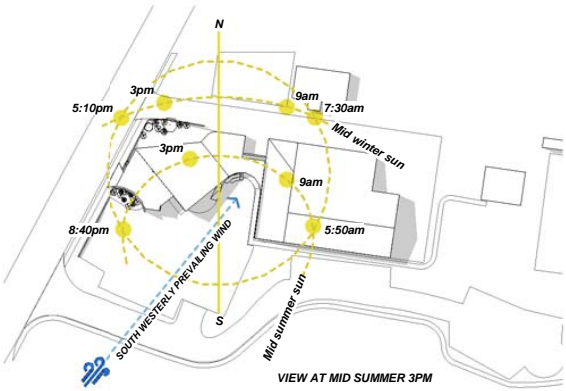 N
3pm
9am
5:10pm
7:30am
Mid winter sun
3pm
9am
8:40pm
5:50am
SOUTH WESTERLY PREVAILING WIND
Mid summer sun
S
VIEW AT MID SUMMER 3PM